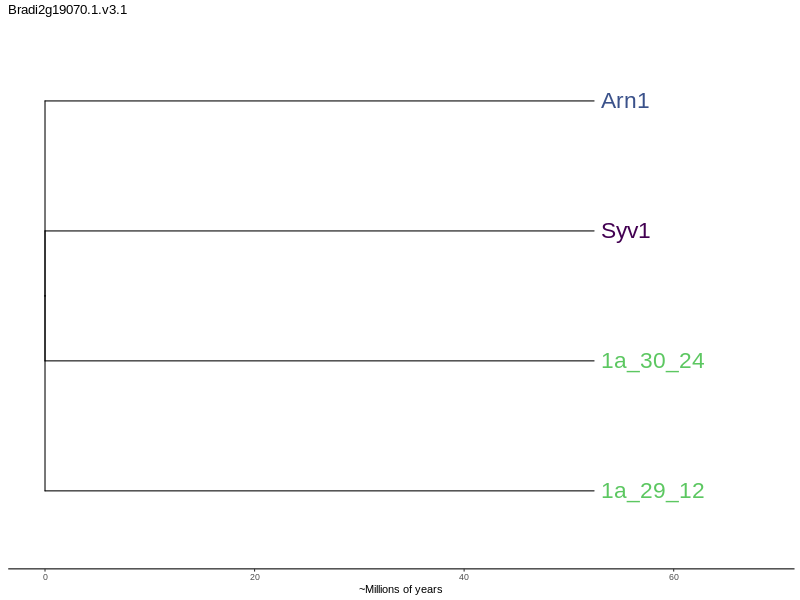 Bradi2g19070.1.v3.1
Arn1
Syv1
1a_30_24
1a_29_12
0 20 40 60
~Millions of years